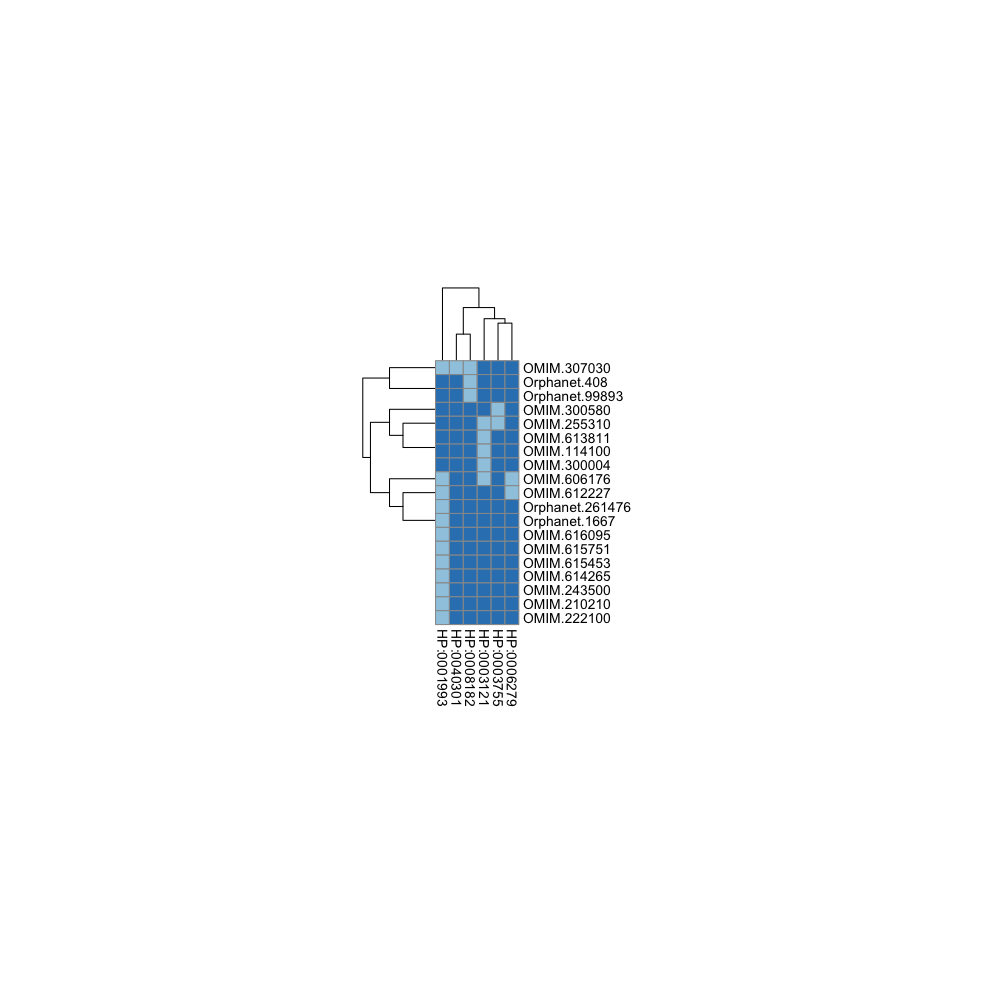 OMIM.307030
Orphanet.408
Orphanet.99893
OMIM.300580
OMIM.255310
OMIM.613811
OMIM.114100
OMIM.300004
OMIM.606176
OMIM.612227
Orphanet.261476
Orphanet.1667
OMIM.616095
OMIM.615751
OMIM.615453
OMIM.614265
OMIM.243500
OMIM.210210
OMIM.222100
HP:0001993
HP:0040301
HP:0008182
HP:0003121
HP:0003755
HP:0006279